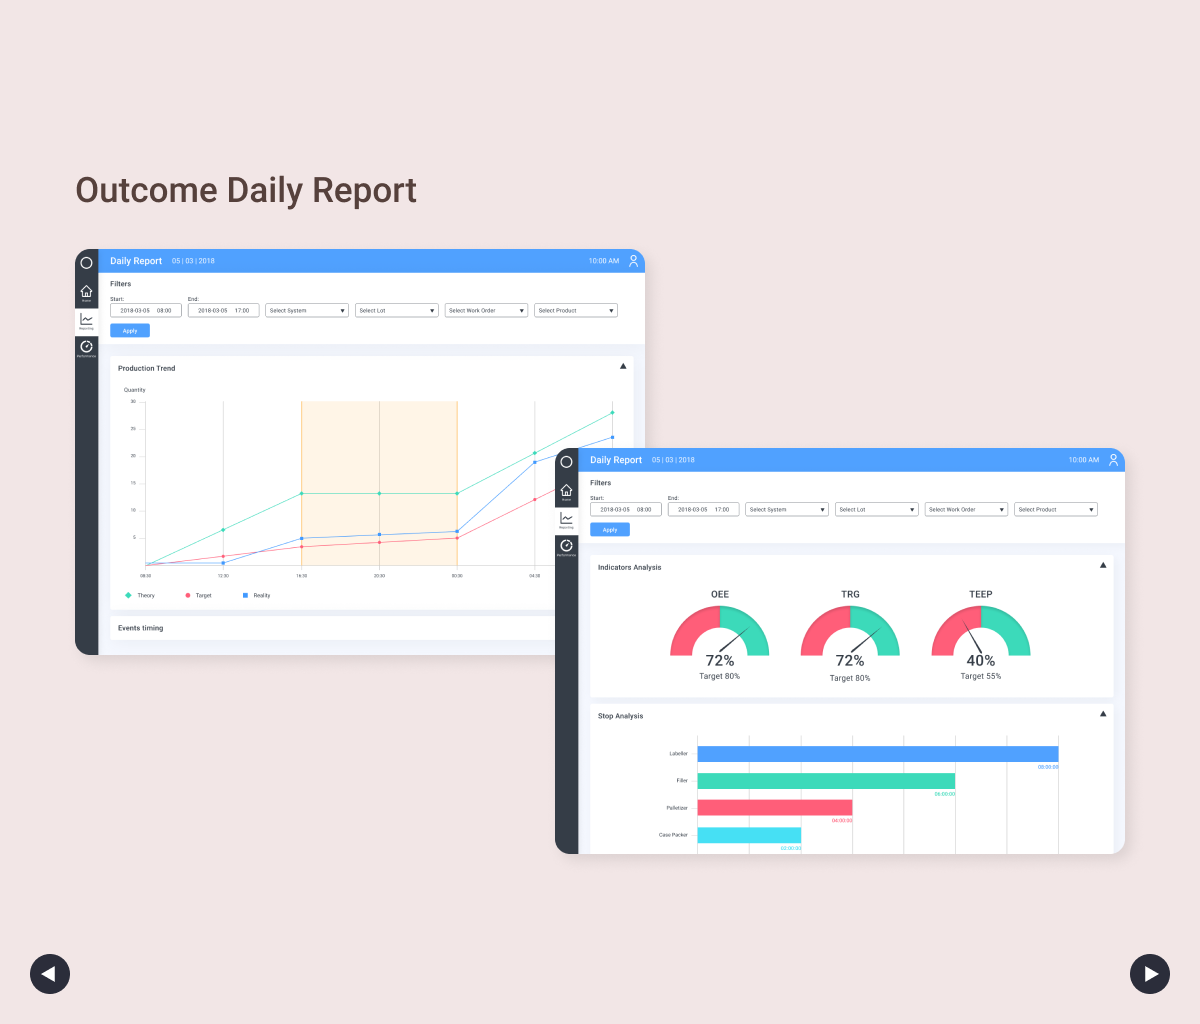 Outcome Daily Report
Daily Report 05 | 03 | 2018 10:00 AM
Home
Reporting
Performance
Filters
Start: End:
2018-03-05 08:00 2018-03-05 17:00 Select System Select Lot Select Work Order Select Product
Apply
Production Trend
Quantity
30
25
20
15
10
5
08:30 12:30 16:30 20:30 00:30 04:30
Theory Target Reality
Events timing
Daily Report 05 | 03 | 2018 10:00 AM
Home
Reporting
Performance
Filters
Start: End:
2018-03-05 08:00 2018-03-05 17:00 Select System Select Lot Select Work Order Select Product
Apply
Indicators Analysis
OEE TRG TEEP
72% 72% 40%
Target 80% Target 80% Target 55%
Stop Analysis
Labeller
08:00:00
Filler
06:00:00
Palletizer
04:00:00
Case Packer
02:00:00